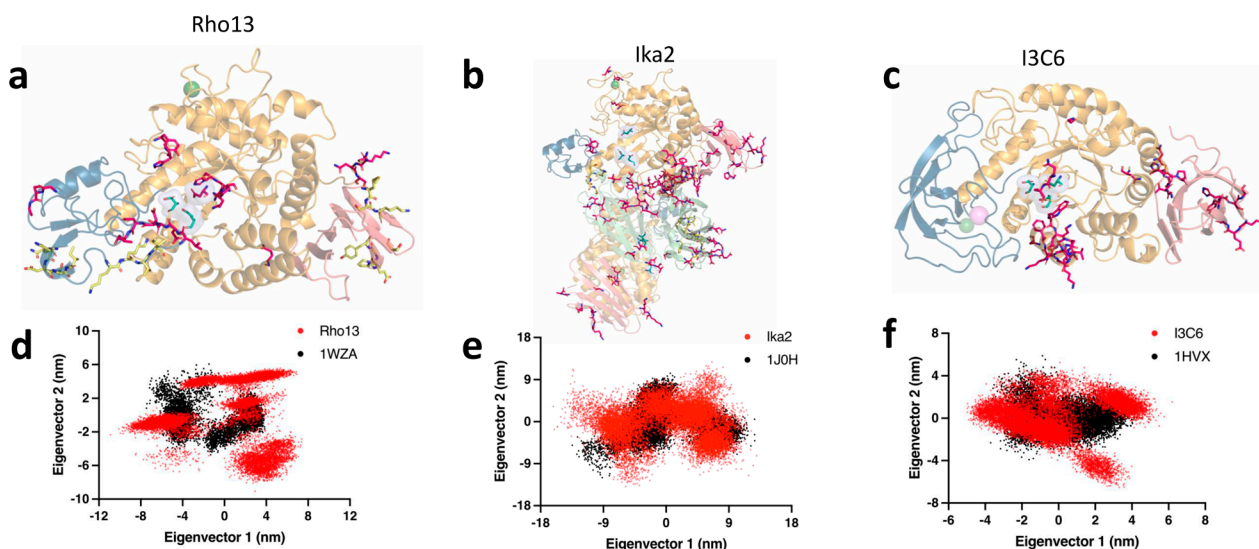 Rho13
Ika2
I3C6
a
b
c
d
10
6
2
-2
-6
-10
Eigenvector 2 (nm)
-12
-8
-4
0
4
8
12
Eigenvector 1 (nm)
Rho13
1WZA
e
18
9
0
-9
-18
Eigenvector 2 (nm)
-18
-9
0
9
18
Eigenvector 1 (nm)
Ika2
1J0H
f
8
4
0
-4
-8
Eigenvector 2 (nm)
-6
-4
-2
0
2
4
6
8
Eigenvector 1 (nm)
I3C6
1HVX